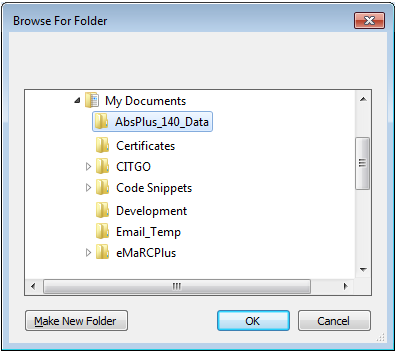 Browse For Folder
My Documents
AbsPlus_140_Data
Certificates
CITGO
Code Snippets
Development
Email_Temp
eMaRCPlus
Make New Folder
OK
Cancel